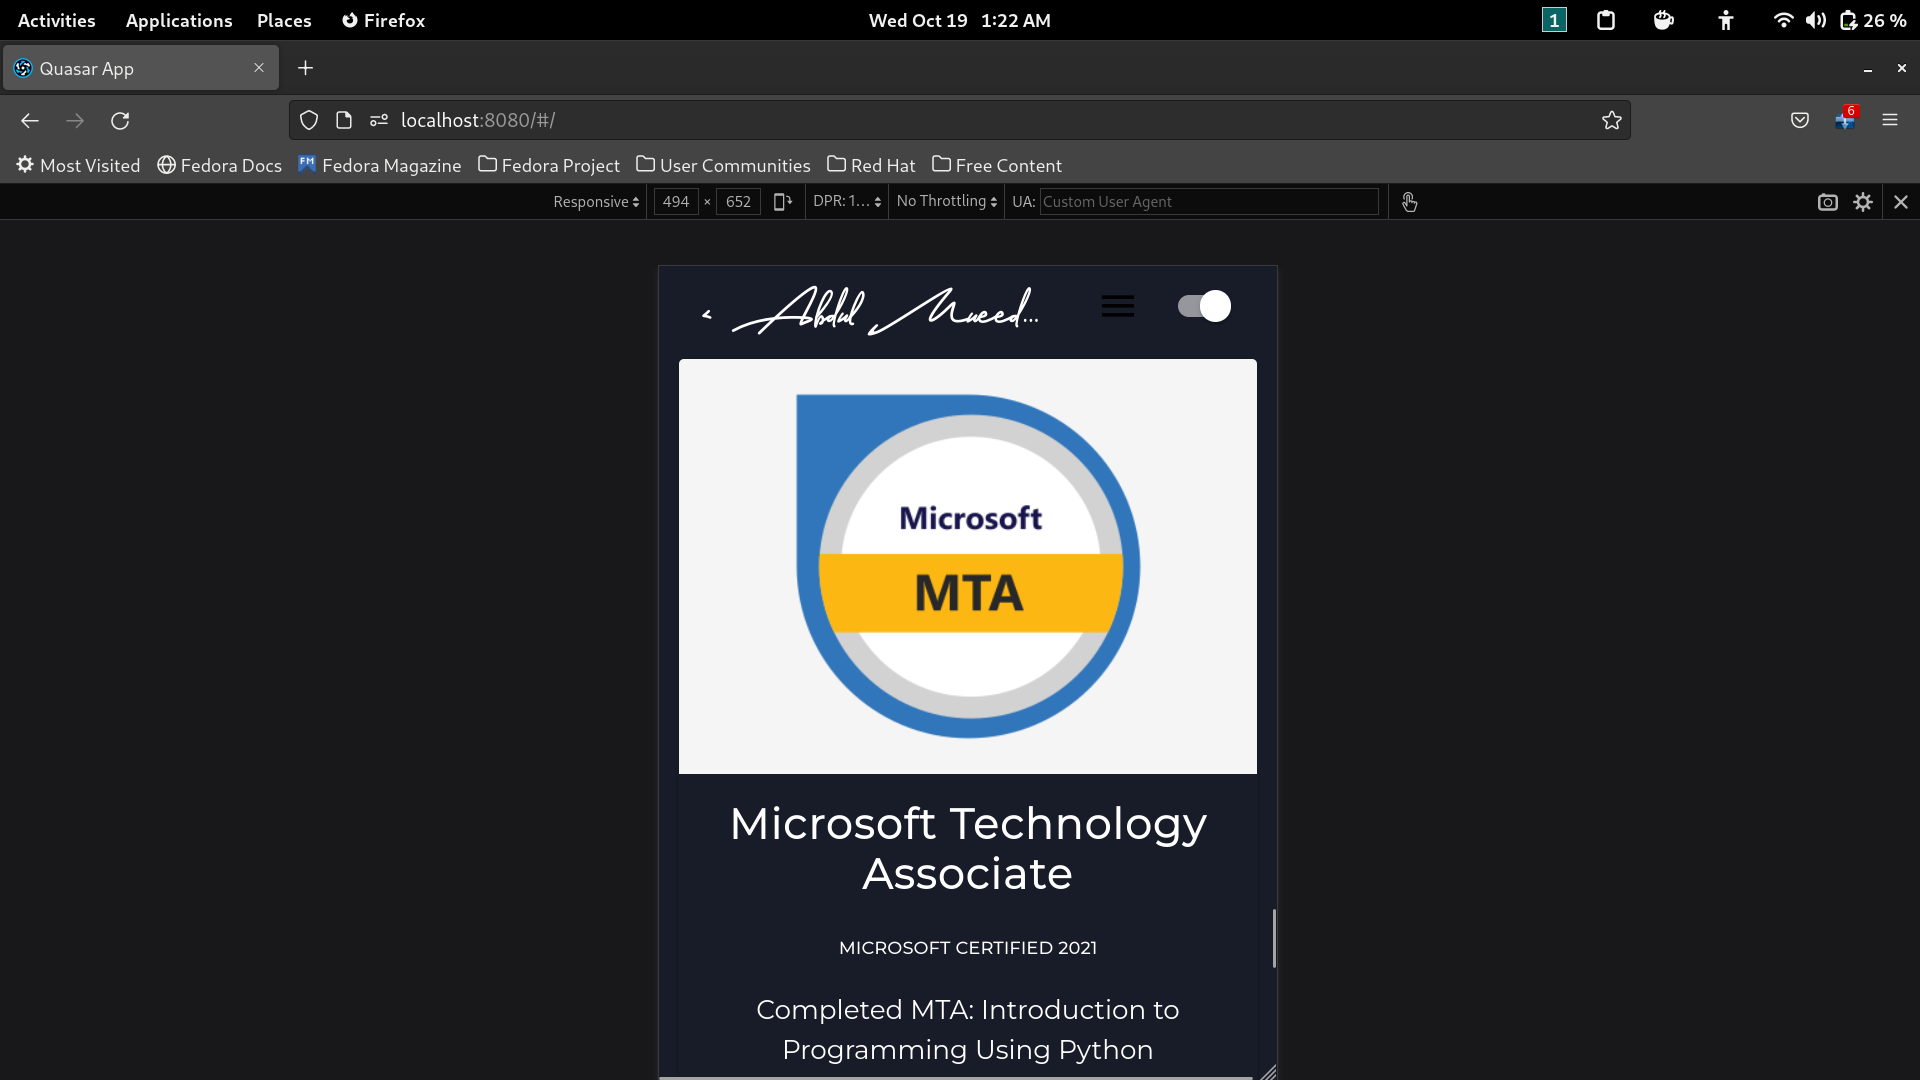 Activities Applications Places Firefox Wed Oct 19 1:22 AM 1 26 %
Quasar App
localhost:8080/#/ 6
Most Visited Fedora Docs FM Fedora Magazine Fedora Project User Communities Red Hat Free Content
Responsive 494 × 652 DPR: 1... No Throttling UA: Custom User Agent
< Abdul Mueed...
Microsoft
MTA
Microsoft Technology
Associate
MICROSOFT CERTIFIED 2021
Completed MTA: Introduction to
Programming Using Python